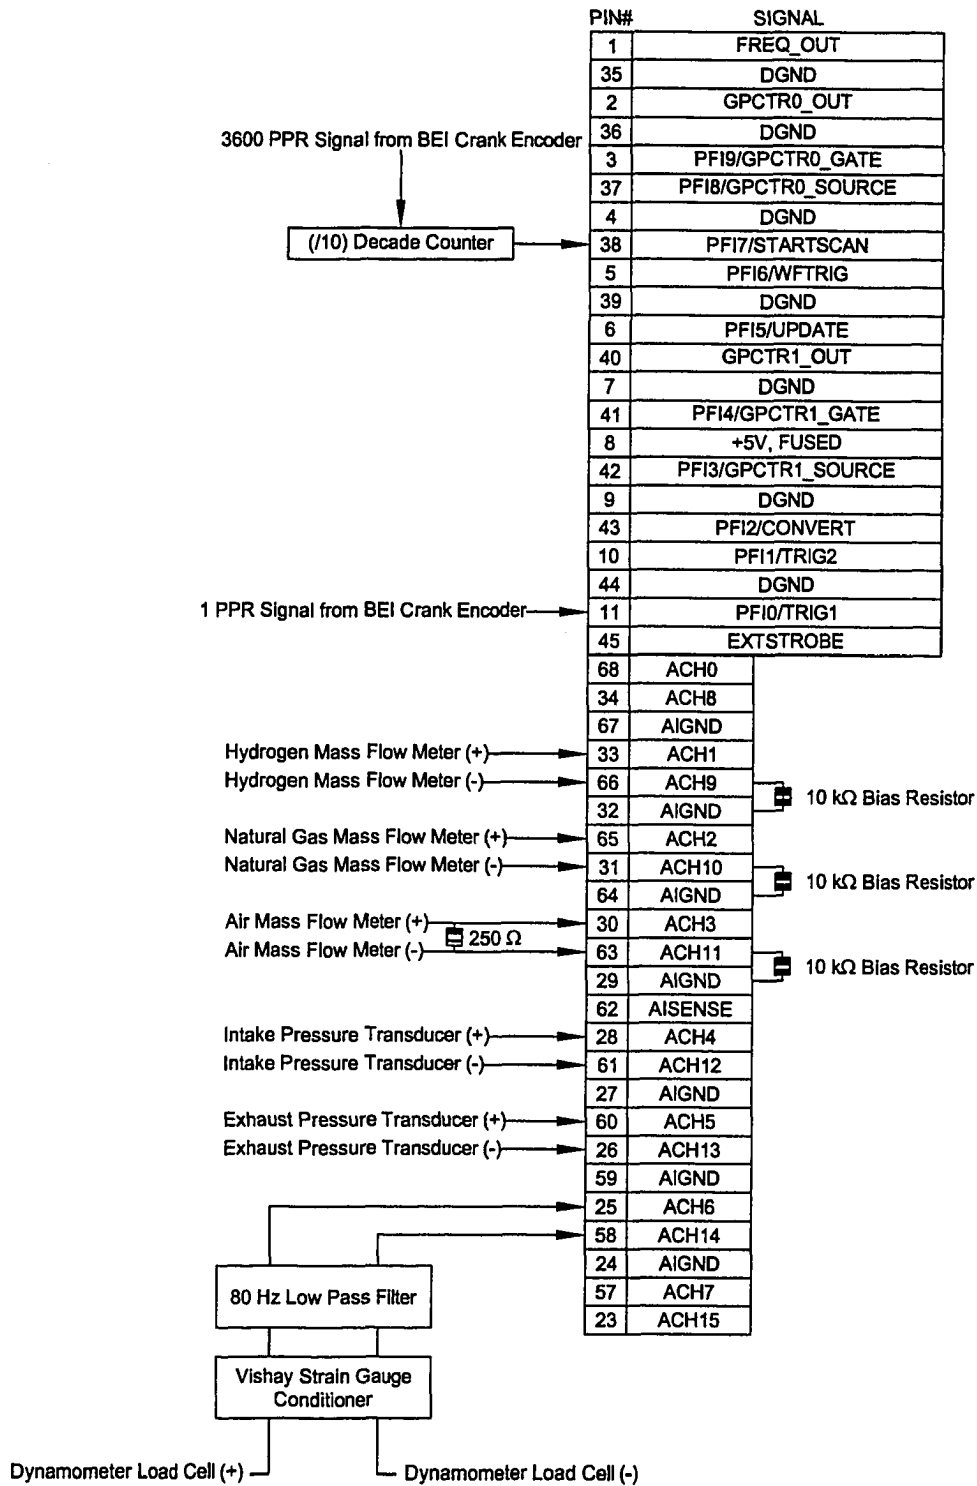 PIN# SIGNAL
1 FREQ_OUT
35 DGND
2 GPCTR0_OUT
36 DGND
3600 PPR Signal from BEI Crank Encoder
3 PFI9/GPCTR0_GATE
37 PFI8/GPCTR0_SOURCE
4 DGND
(/10) Decade Counter
38 PFI7/STARTSCAN
5 PFI6/WFTRIG
39 DGND
6 PFI5/UPDATE
40 GPCTR1_OUT
7 DGND
41 PFI4/GPCTR1_GATE
8 +5V, FUSED
42 PFI3/GPCTR1_SOURCE
9 DGND
43 PFI2/CONVERT
10 PFI1/TRIG2
44 DGND
1 PPR Signal from BEI Crank Encoder
11 PFI0/TRIG1
45 EXTSTROBE
68 ACH0
34 ACH8
67 AIGND
Hydrogen Mass Flow Meter (+) 33 ACH1
Hydrogen Mass Flow Meter (-) 66 ACH9
10 kΩ Bias Resistor
32 AIGND
Natural Gas Mass Flow Meter (+) 65 ACH2
Natural Gas Mass Flow Meter (-) 31 ACH10
10 kΩ Bias Resistor
64 AIGND
Air Mass Flow Meter (+) 30 ACH3
250 Ω
Air Mass Flow Meter (-) 63 ACH11
10 kΩ Bias Resistor
29 AIGND
62 AISENSE
Intake Pressure Transducer (+) 28 ACH4
Intake Pressure Transducer (-) 61 ACH12
27 AIGND
Exhaust Pressure Transducer (+) 60 ACH5
Exhaust Pressure Transducer (-) 26 ACH13
59 AIGND
25 ACH6
58 ACH14
24 AIGND
57 ACH7
23 ACH15
80 Hz Low Pass Filter
Vishay Strain Gauge
Conditioner
Dynamometer Load Cell (+) Dynamometer Load Cell (-)